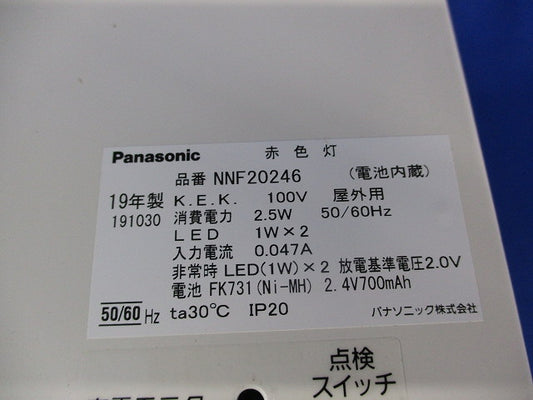 Panasonic 赤色灯
品番 NNF20246 (電池内蔵)
19年製 K.E.K. 100V 屋外用
191030 消費電力 2.5W 50/60Hz
LED 1W×2
入力電流 0.047A
非常時LED(1W)×2 放電基準電圧2.0V
電池 FK731(Ni-MH) 2.4V700mAh
50/60 Hz ta30℃ IP20 パナソニック株式会社
点検
スイッチ